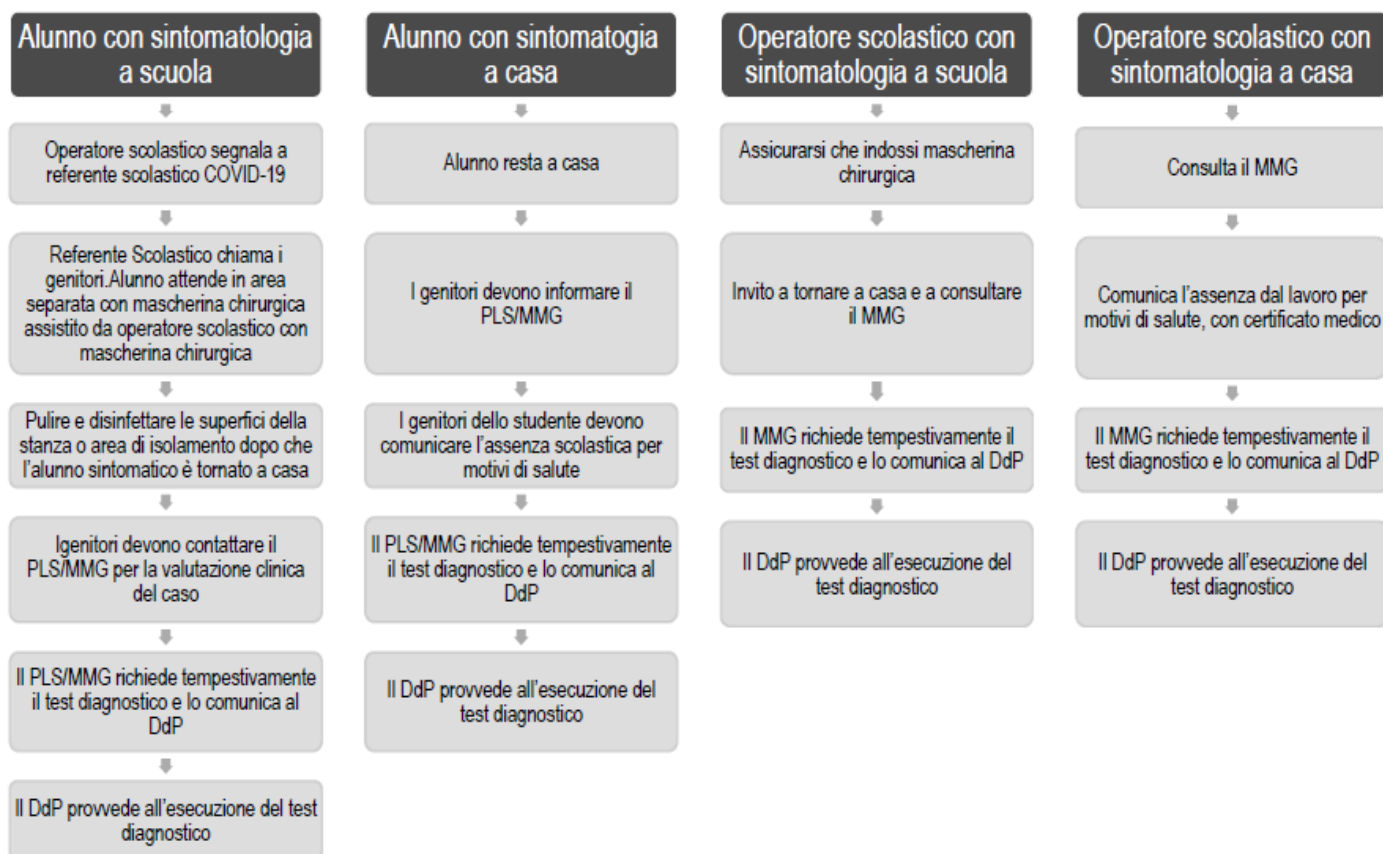 Alunno con sintomatologia
a scuola
Operatore scolastico segnala a
referente scolastico COVID-19
Referente Scolastico chiama i
genitori.Alunno attende in area
separata con mascherina chirurgica
assistito da operatore scolastico con
mascherina chirurgica
Pulire e disinfettare le superfici della
stanza o area di isolamento dopo che
l'alunno sintomatico è tornato a casa
Igenitori devono contattare il
PLS/MMG per la valutazione clinica
del caso
Il PLS/MMG richiede tempestivamente
il test diagnostico e lo comunica al
DdP
Il DdP provvede all'esecuzione del test
diagnostico
Alunno con sintomatogia
a casa
Alunno resta a casa
I genitori devono informare il
PLS/MMG
I genitori dello studente devono
comunicare l'assenza scolastica per
motivi di salute
Il PLS/MMG richiede tempestivamente
il test diagnostico e lo comunica al
DdP
Il DdP provvede all'esecuzione del
test diagnostico
Operatore scolastico con
sintomatologia a scuola
Assicurarsi che indossi mascherina
chirurgica
Invito a tornare a casa e a consultare
il MMG
Il MMG richiede tempestivamente il
test diagnostico e lo comunica al DdP
Il DdP provvede all'esecuzione del
test diagnostico
Operatore scolastico con
sintomatologia a casa
Consulta il MMG
Comunica l'assenza dal lavoro per
motivi di salute, con certificato medico
Il MMG richiede tempestivamente il
test diagnostico e lo comunica al DdP
Il DdP provvede all'esecuzione del
test diagnostico